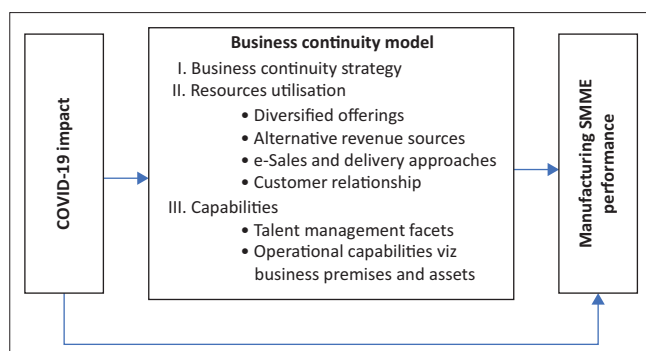 COVID-19 impact
Business continuity model
I. Business continuity strategy
II. Resources utilisation
• Diversified offerings
• Alternative revenue sources
• e-Sales and delivery approaches
• Customer relationship
III. Capabilities
• Talent management facets
• Operational capabilities viz
business premises and assets
Manufacturing SMME
performance